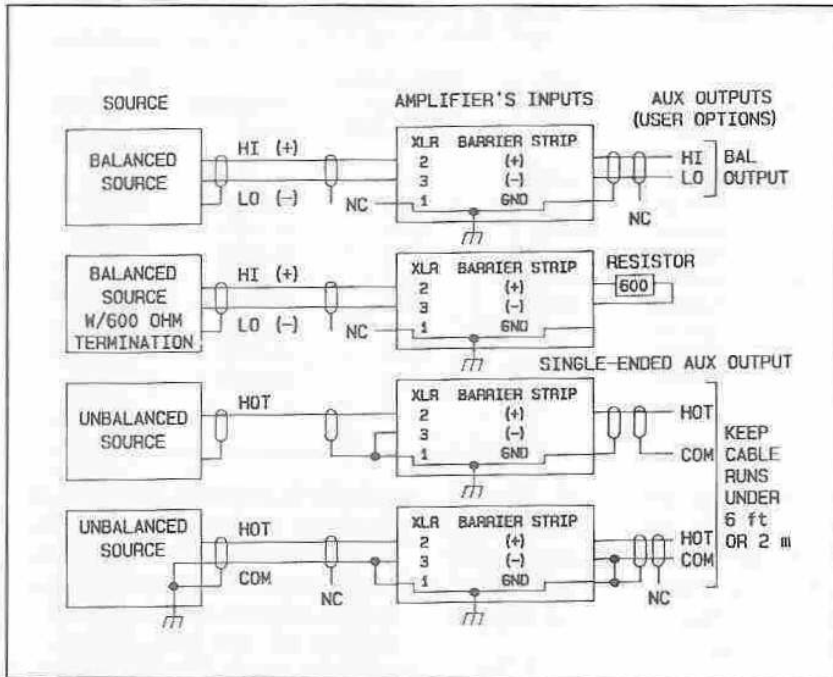 SOURCE
AMPLIFIER'S INPUTS
AUX OUTPUTS
(USER OPTIONS)
BALANCED
SOURCE
HI (+)
LO (-)
NC
XLR BARRIER STRIP
2 (+)
3 (-)
1 GND
HI
LO
BAL
OUTPUT
NC
BALANCED
SOURCE
W/600 OHM
TERMINATION
HI (+)
LO (-)
NC
XLR BARRIER STRIP
2 (+)
3 (-)
1 GND
RESISTOR
600
SINGLE-ENDED AUX OUTPUT
UNBALANCED
SOURCE
HOT
XLR BARRIER STRIP
2 (+)
3 (-)
1 GND
HOT
COM
KEEP
CABLE
RUNS
UNDER
6 ft
OR 2 m
UNBALANCED
SOURCE
HOT
COM
NC
XLR BARRIER STRIP
2 (+)
3 (-)
1 GND
HOT
COM
NC